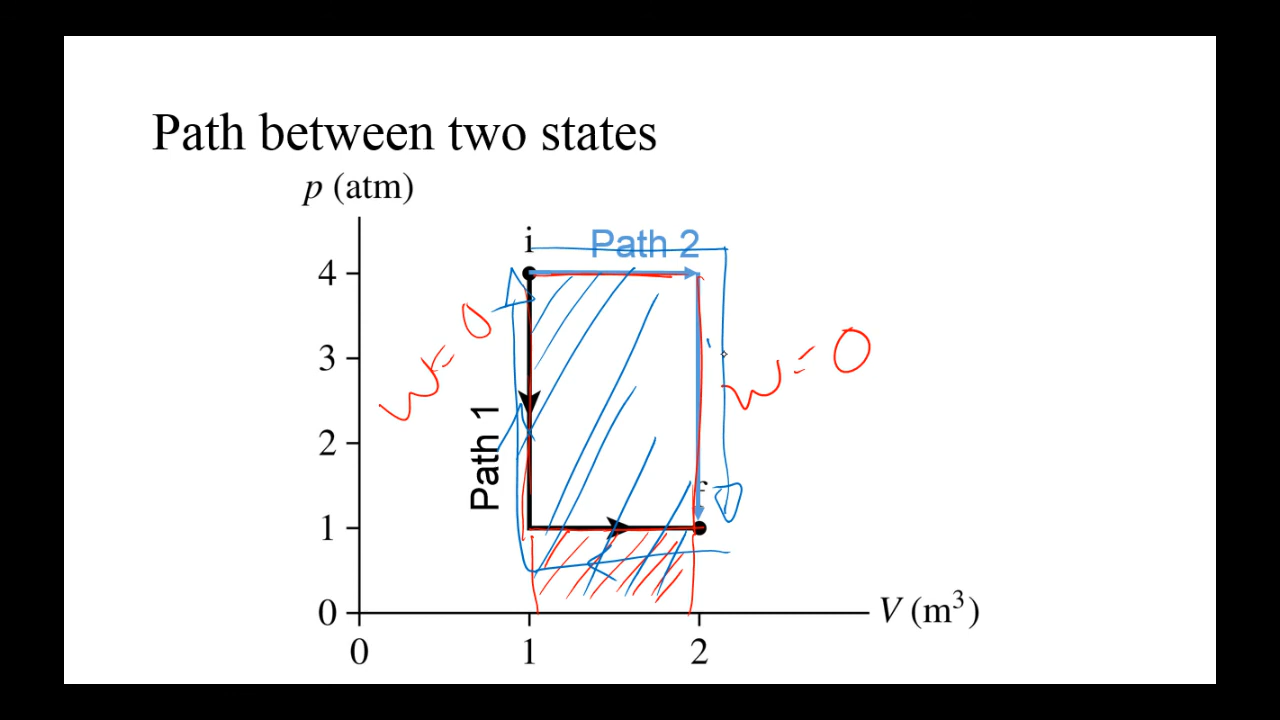 Path between two states
p (atm)
i
Path 2
4
3
2
1
0
Path 1
W = 0
W = 0
f
V (m³)
0
1
2